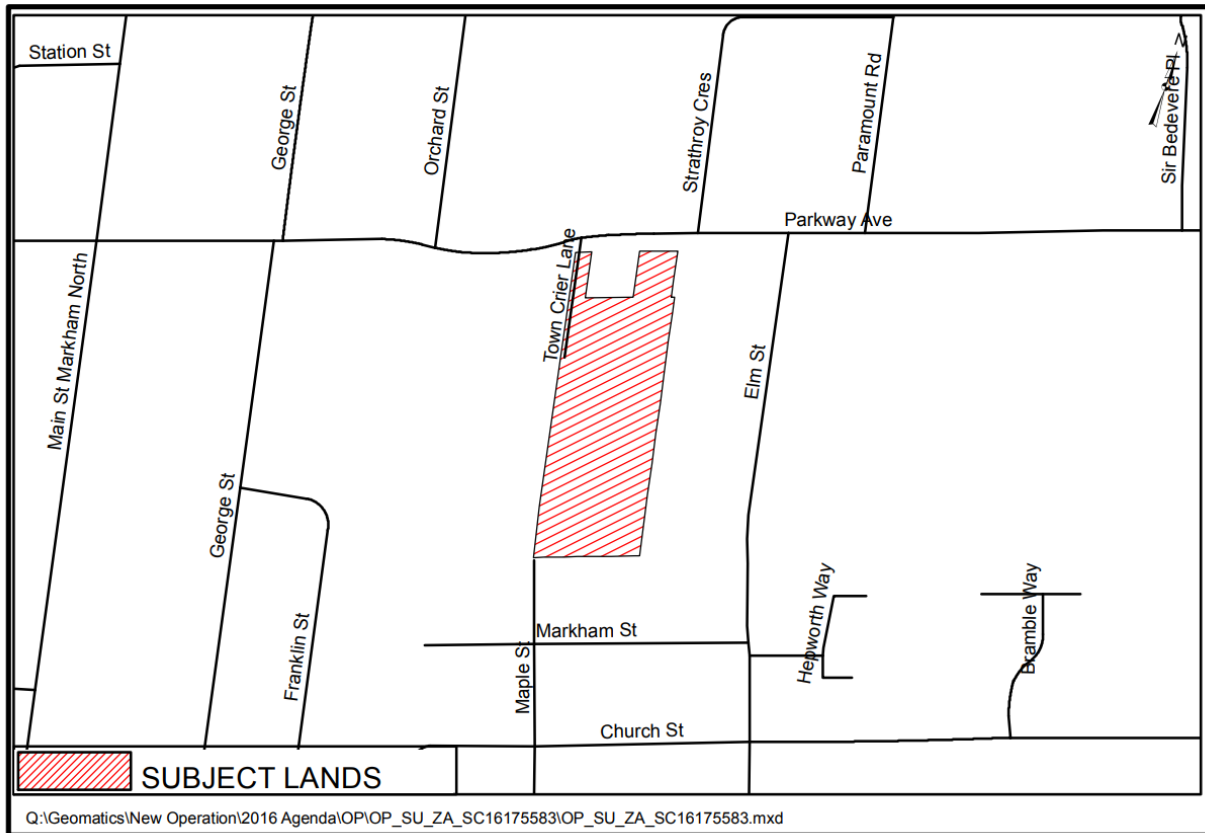 Station St
George St
Orchard St
Strathroy Cres
Paramount Rd
Sir Bedevere Pl
N
Parkway Ave
Main St Markham North
Town Crier Lane
Elm St
George St
Franklin St
Markham St
Maple St
Hepworth Way
Bramble Way
Church St
SUBJECT LANDS
Q:\Geomatics\New Operation\2016 Agenda\OP\OP_SU_ZA_SC16175583\OP_SU_ZA_SC16175583.mxd